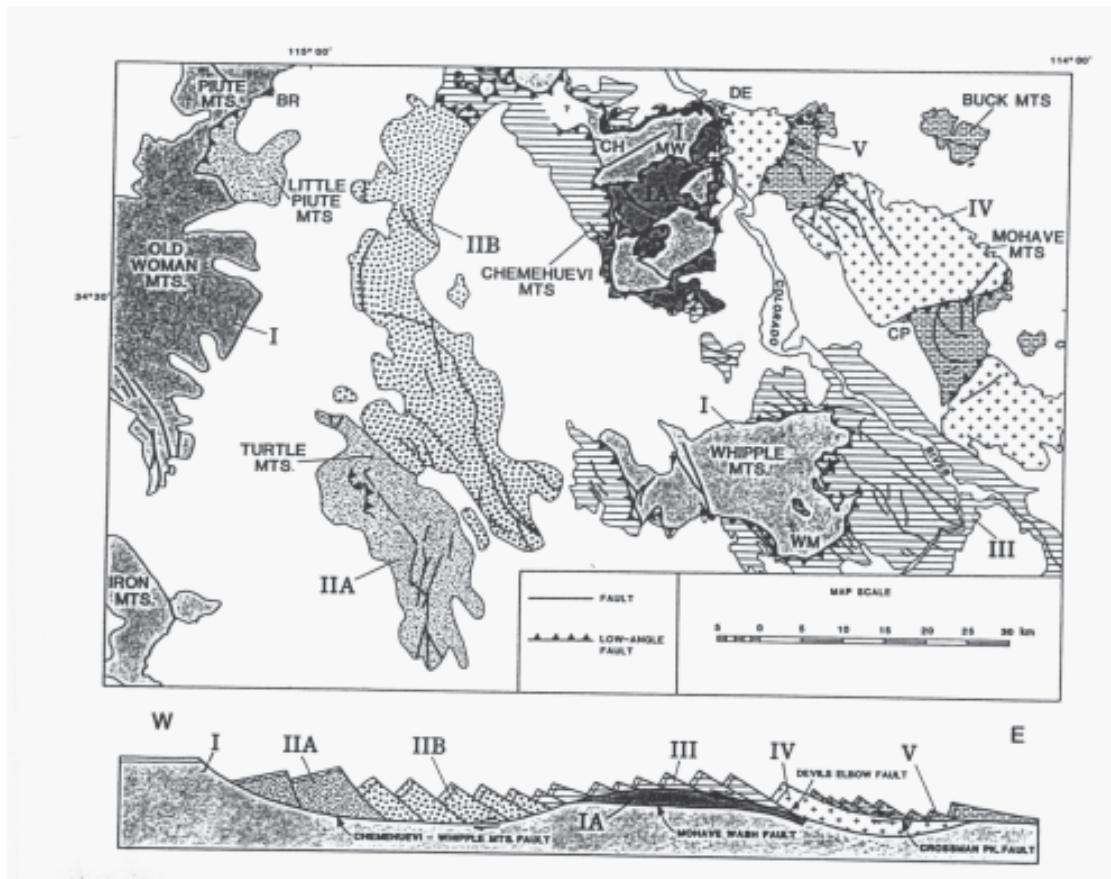 115° 00'
114° 00'
PIUTE
MTS.
BR
DE
BUCK MTS
CH
I
MW
V
LITTLE
PIUTE
MTS
IA
IV
IIB
MOHAVE
MTS
OLD
WOMAN
MTS.
CHEMEHUEVI
MTS
34°30'
COLORADO
I
CP
I
TURTLE
MTS.
WHIPPLE
MTS.
RIVER
WM
III
IIA
IRON
MTS.
FAULT
LOW-ANGLE
FAULT
MAP SCALE
5 0 5 10 15 20 25 30 km
W
E
I
IIA
IIB
III
IV
V
DEVILS ELBOW FAULT
IA
CHEMEHUEVI - WHIPPLE MTS. FAULT
MOHAVE WASH FAULT
CROSSMAN PK. FAULT